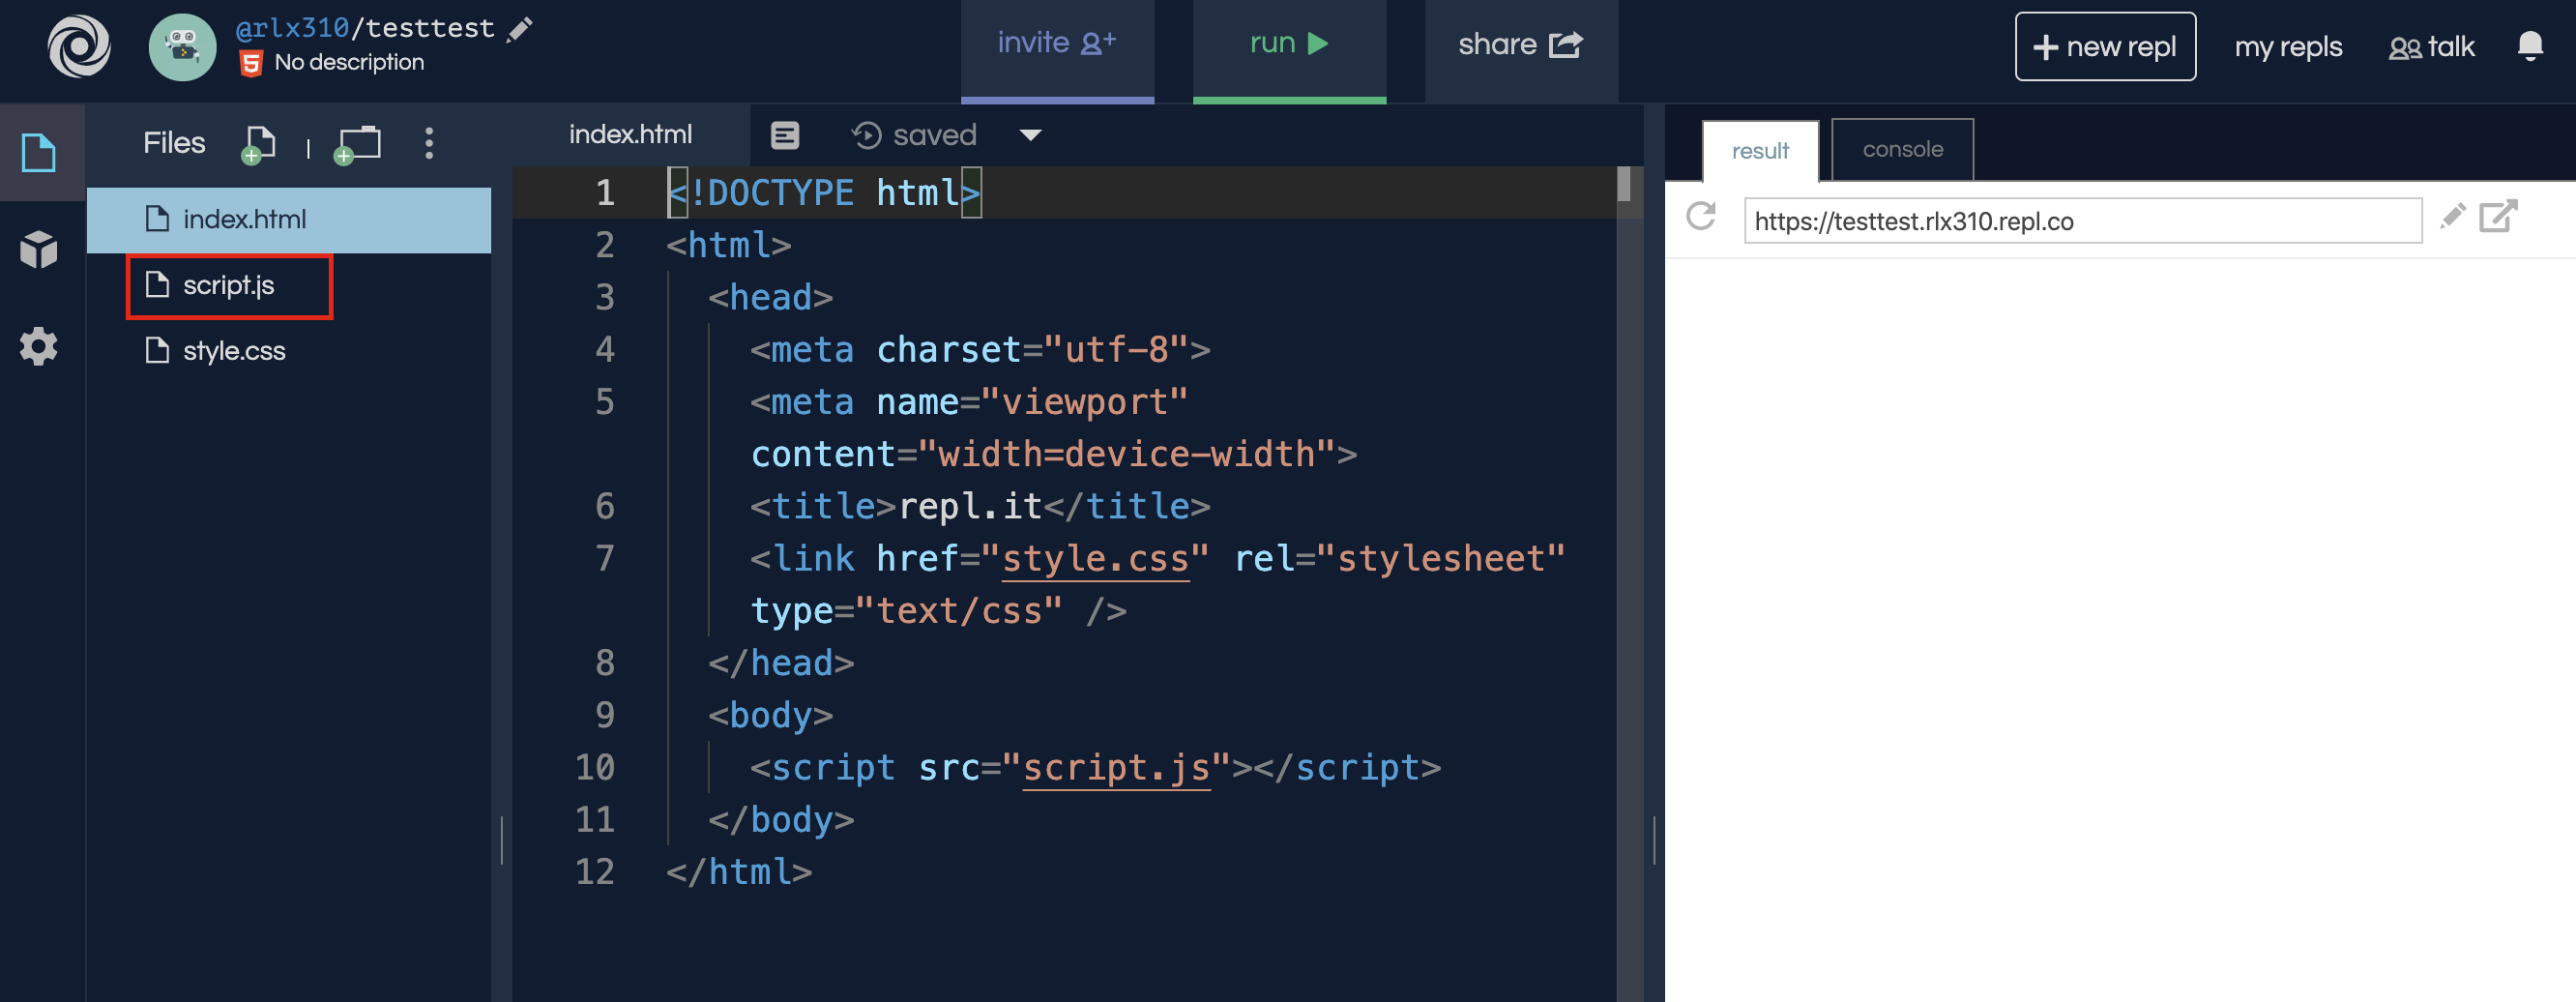 @rlx310/testtest
No description
invite
run
share
+ new repl
my repls
talk
Files
index.html
script.js
style.css
index.html
saved
1 <!DOCTYPE html>
2 <html>
3 <head>
4 <meta charset="utf-8">
5 <meta name="viewport"
content="width=device-width">
6 <title>repl.it</title>
7 <link href="style.css" rel="stylesheet"
type="text/css" />
8 </head>
9 <body>
10 <script src="script.js"></script>
11 </body>
12 </html>
result
console
https://testtest.rlx310.repl.co